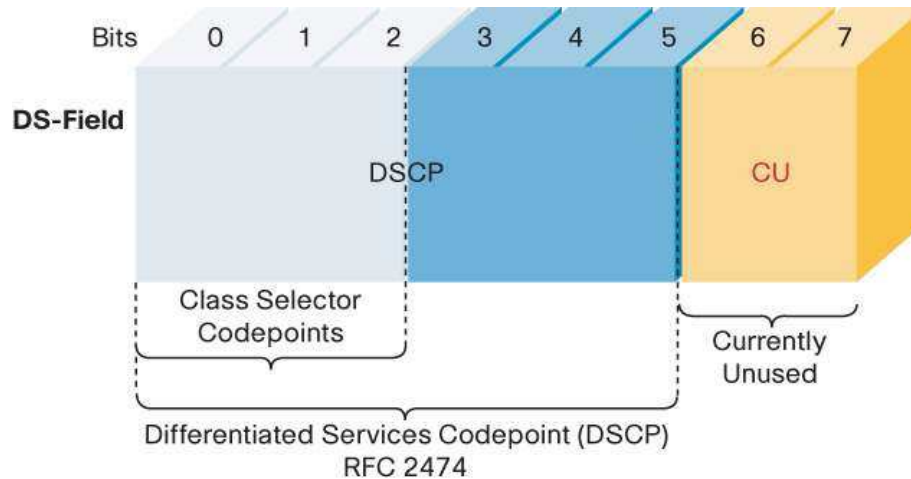 Bits 0 1 2 3 4 5 6 7
DS-Field
DSCP CU
Class Selector
Codepoints
Currently
Unused
Differentiated Services Codepoint (DSCP)
RFC 2474